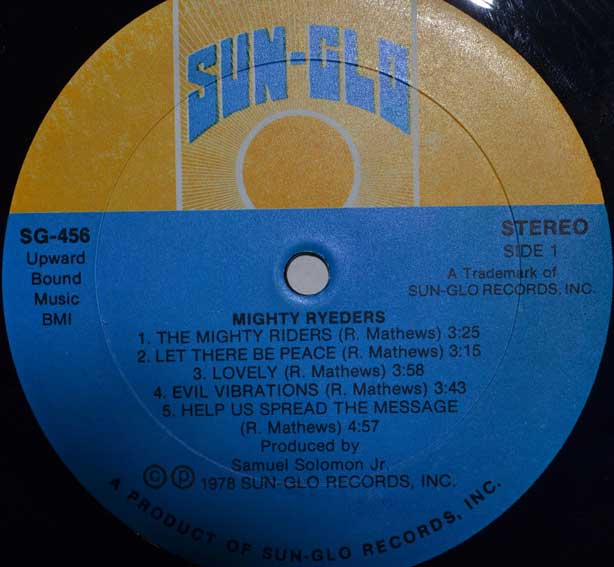 SUN-GLO
SG-456
Upward
Bound
Music
BMI
STEREO
SIDE 1
A Trademark of
SUN-GLO RECORDS, INC.
MIGHTY RYEDERS
1. THE MIGHTY RIDERS (R. Mathews) 3:25
2. LET THERE BE PEACE (R. Mathews) 3:15
3. LOVELY (R. Mathews) 3:58
4. EVIL VIBRATIONS (R. Mathews) 3:43
5. HELP US SPREAD THE MESSAGE
(R. Mathews) 4:57
Produced by
Samuel Solomon Jr.
© ℗ 1978 SUN-GLO RECORDS, INC.
A PRODUCT OF SUN-GLO RECORDS, INC.